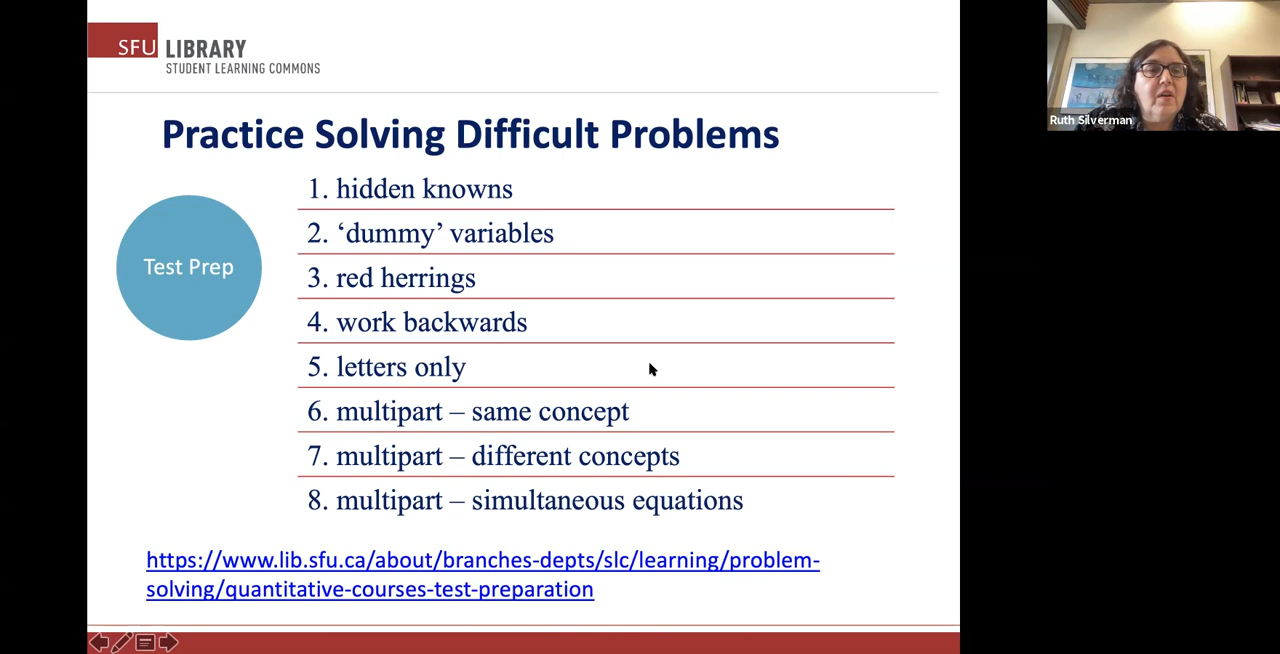 SFU LIBRARY
STUDENT LEARNING COMMONS
Ruth Silverman
Practice Solving Difficult Problems
Test Prep
1. hidden knowns
2. ‘dummy’ variables
3. red herrings
4. work backwards
5. letters only
6. multipart – same concept
7. multipart – different concepts
8. multipart – simultaneous equations
https://www.lib.sfu.ca/about/branches-depts/slc/learning/problem-
solving/quantitative-courses-test-preparation